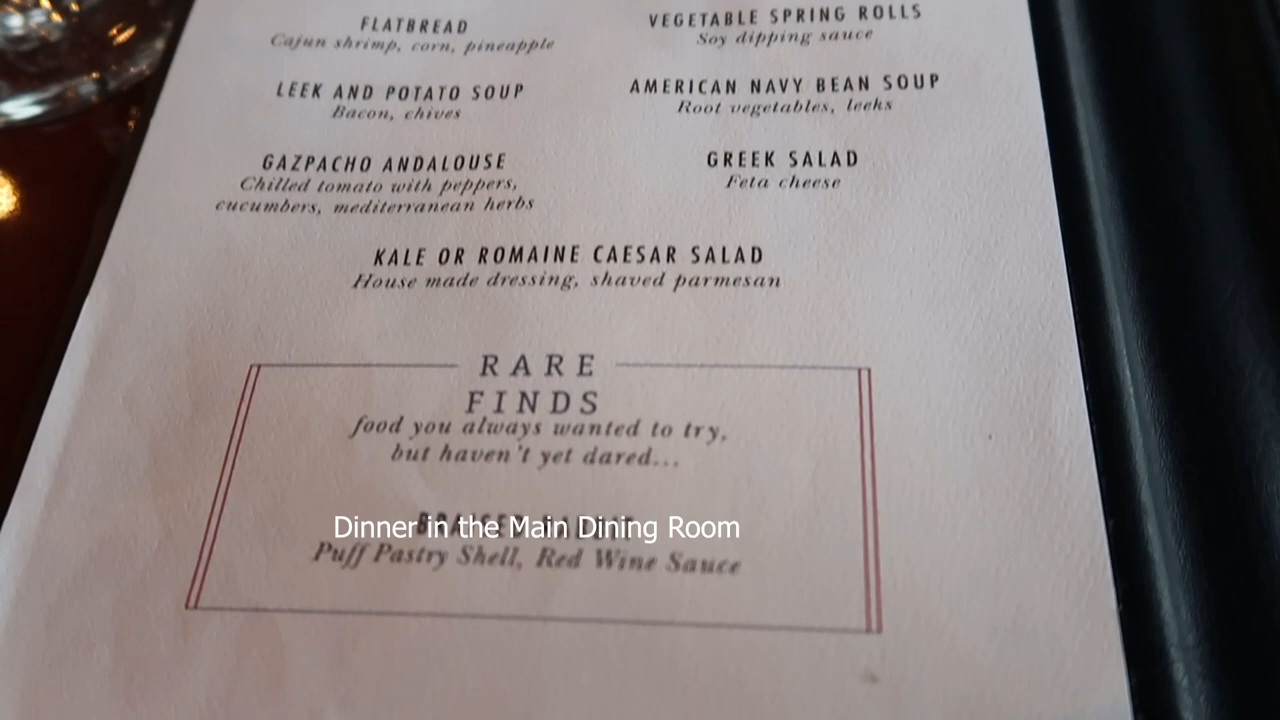 FLATBREAD
Cajun shrimp, corn, pineapple
VEGETABLE SPRING ROLLS
Soy dipping sauce
LEEK AND POTATO SOUP
Bacon, chives
AMERICAN NAVY BEAN SOUP
Root vegetables, leeks
GAZPACHO ANDALOUSE
Chilled tomato with peppers,
cucumbers, mediterranean herbs
GREEK SALAD
Feta cheese
KALE OR ROMAINE CAESAR SALAD
House made dressing, shaved parmesan
RARE
FINDS
food you always wanted to try,
but haven't yet dared...
Dinner in the Main Dining Room
Puff Pastry Shell, Red Wine Sauce